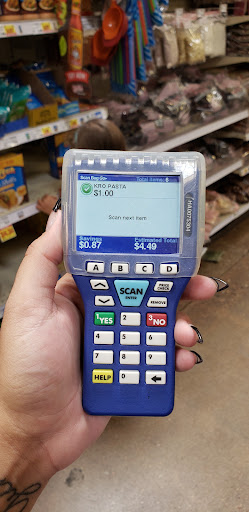 Scan Bag Go
Total Items: 6
KRO PASTA
$1.00
Scan next item
Savings
Estimated Total
$0.87
$4.49
A B C D
SCAN
ENTER
PRICE
CHECK
REMOVE
1 YES
2
3 NO
4 5 6
7 8 9
HELP 0